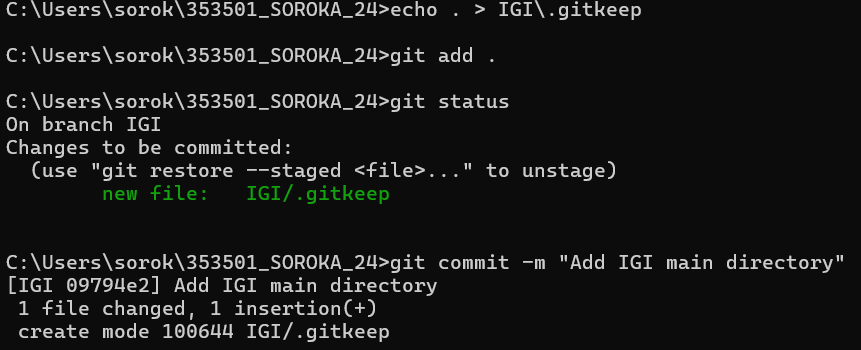 C:\Users\sorok\353501_SOROKA_24>echo . > IGI\.gitkeep
C:\Users\sorok\353501_SOROKA_24>git add .
C:\Users\sorok\353501_SOROKA_24>git status
On branch IGI
Changes to be committed:
  (use "git restore --staged <file>..." to unstage)
        new file:   IGI/.gitkeep
C:\Users\sorok\353501_SOROKA_24>git commit -m "Add IGI main directory"
[IGI 09794e2] Add IGI main directory
 1 file changed, 1 insertion(+)
 create mode 100644 IGI/.gitkeep